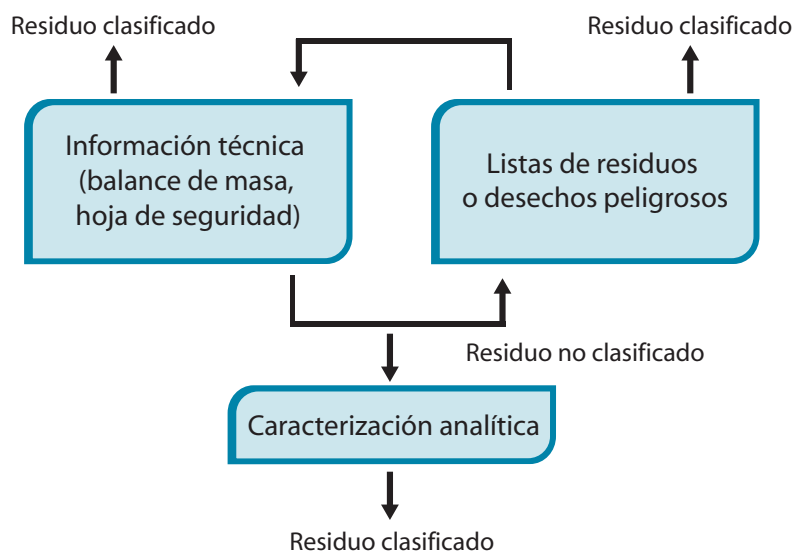 Residuo clasificado
Residuo clasificado
Información técnica
(balance de masa,
hoja de seguridad)
Listas de residuos
o desechos peligrosos
Residuo no clasificado
Caracterización analítica
Residuo clasificado